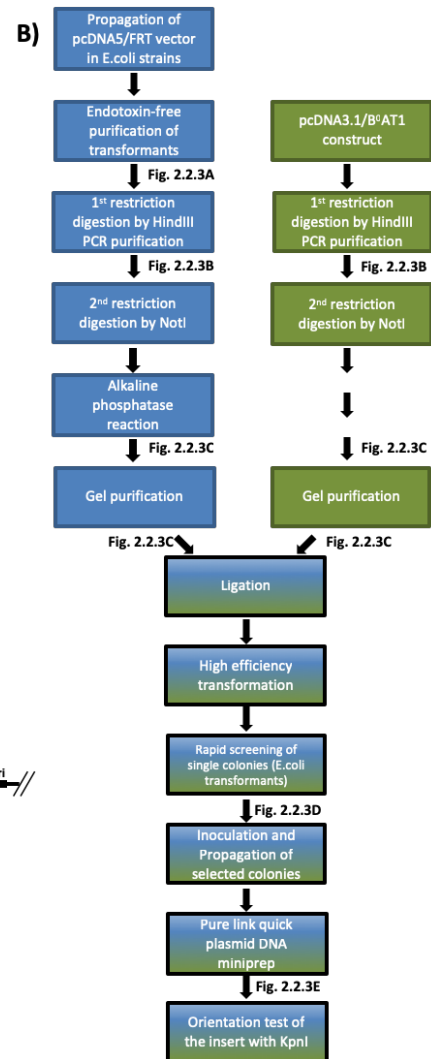 B)
Propagation of
pcDNA5/FRT vector
in E.coli strains
Endotoxin-free
purification of
transformants
Fig. 2.2.3A
1st restriction
digestion by HindIII
PCR purification
Fig. 2.2.3B
2nd restriction
digestion by NotI
Alkaline
phosphatase
reaction
Fig. 2.2.3C
Gel purification
Fig. 2.2.3C
pcDNA3.1/B⁰AT1
construct
1st restriction
digestion by HindIII
PCR purification
Fig. 2.2.3B
2nd restriction
digestion by NotI
Fig. 2.2.3C
Gel purification
Fig. 2.2.3C
Ligation
High efficiency
transformation
Rapid screening of
single colonies (E.coli
transformants)
ri
Fig. 2.2.3D
Inoculation and
Propagation of
selected colonies
Pure link quick
plasmid DNA
miniprep
Fig. 2.2.3E
Orientation test of
the insert with KpnI